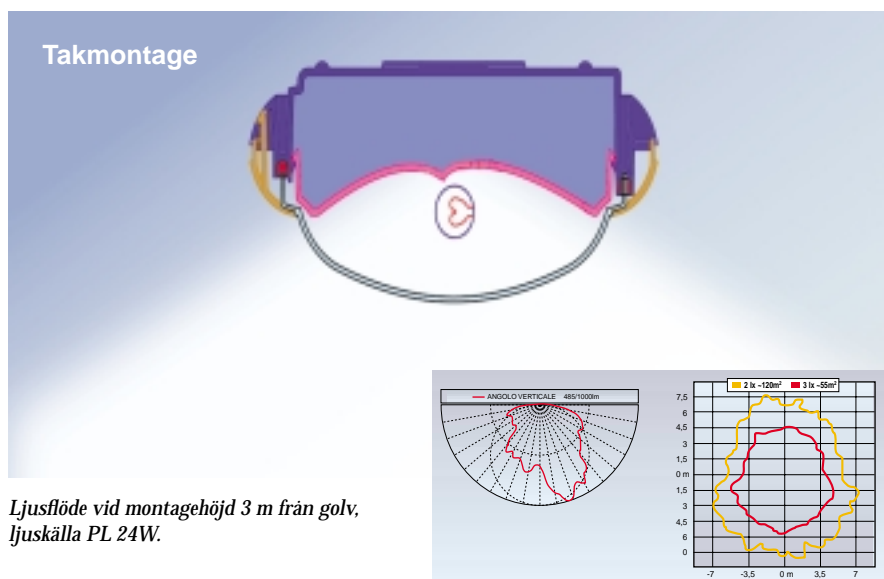 Takmontage
ANGOLO VERTICALE 485/1000lm
2 lx ~120m²
3 lx ~55m²
7,5
6
4,5
3
1,5
0 m
1,5
3
4,5
6
0
-7
-3,5
0 m
3,5
7
Ljusflöde vid montagehöjd 3 m från golv,
ljuskälla PL 24W.